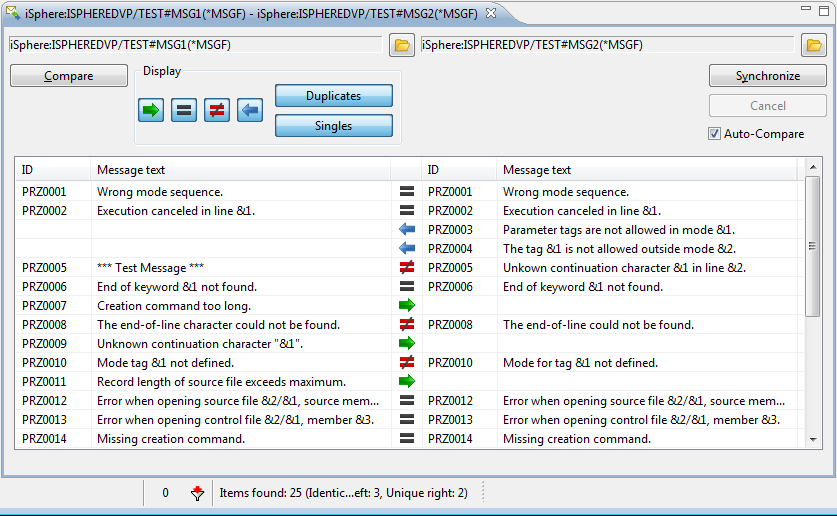 iSphere:ISPHEREDVP/TEST#MSG1(*MSGF) - iSphere:ISPHEREDVP/TEST#MSG2(*MSGF)
iSphere:ISPHEREDVP/TEST#MSG1(*MSGF) iSphere:ISPHEREDVP/TEST#MSG2(*MSGF)
Compare Display Synchronize
Duplicates Cancel
Singles Auto-Compare
ID Message text ID Message text
PRZ0001 Wrong mode sequence. PRZ0001 Wrong mode sequence.
PRZ0002 Execution canceled in line &1. PRZ0002 Execution canceled in line &1.
PRZ0003 Parameter tags are not allowed in mode &1.
PRZ0004 The tag &1 is not allowed outside mode &2.
PRZ0005 *** Test Message *** PRZ0005 Unkown continuation character &1 in line &2.
PRZ0006 End of keyword &1 not found. PRZ0006 End of keyword &1 not found.
PRZ0007 Creation command too long.
PRZ0008 The end-of-line character could not be found. PRZ0008 The end-of-line could not be found.
PRZ0009 Unknown continuation character "&1".
PRZ0010 Mode tag &1 not defined. PRZ0010 Mode for tag &1 not defined.
PRZ0011 Record length of source file exceeds maximum.
PRZ0012 Error when opening source file &2/&1, source mem... PRZ0012 Error when opening source file &2/&1, source mem...
PRZ0013 Error when opening control file &2/&1, member &3. PRZ0013 Error when opening control file &2/&1, member &3.
PRZ0014 Missing creation command. PRZ0014 Missing creation command.
0 Items found: 25 (Identic...eft: 3, Unique right: 2)